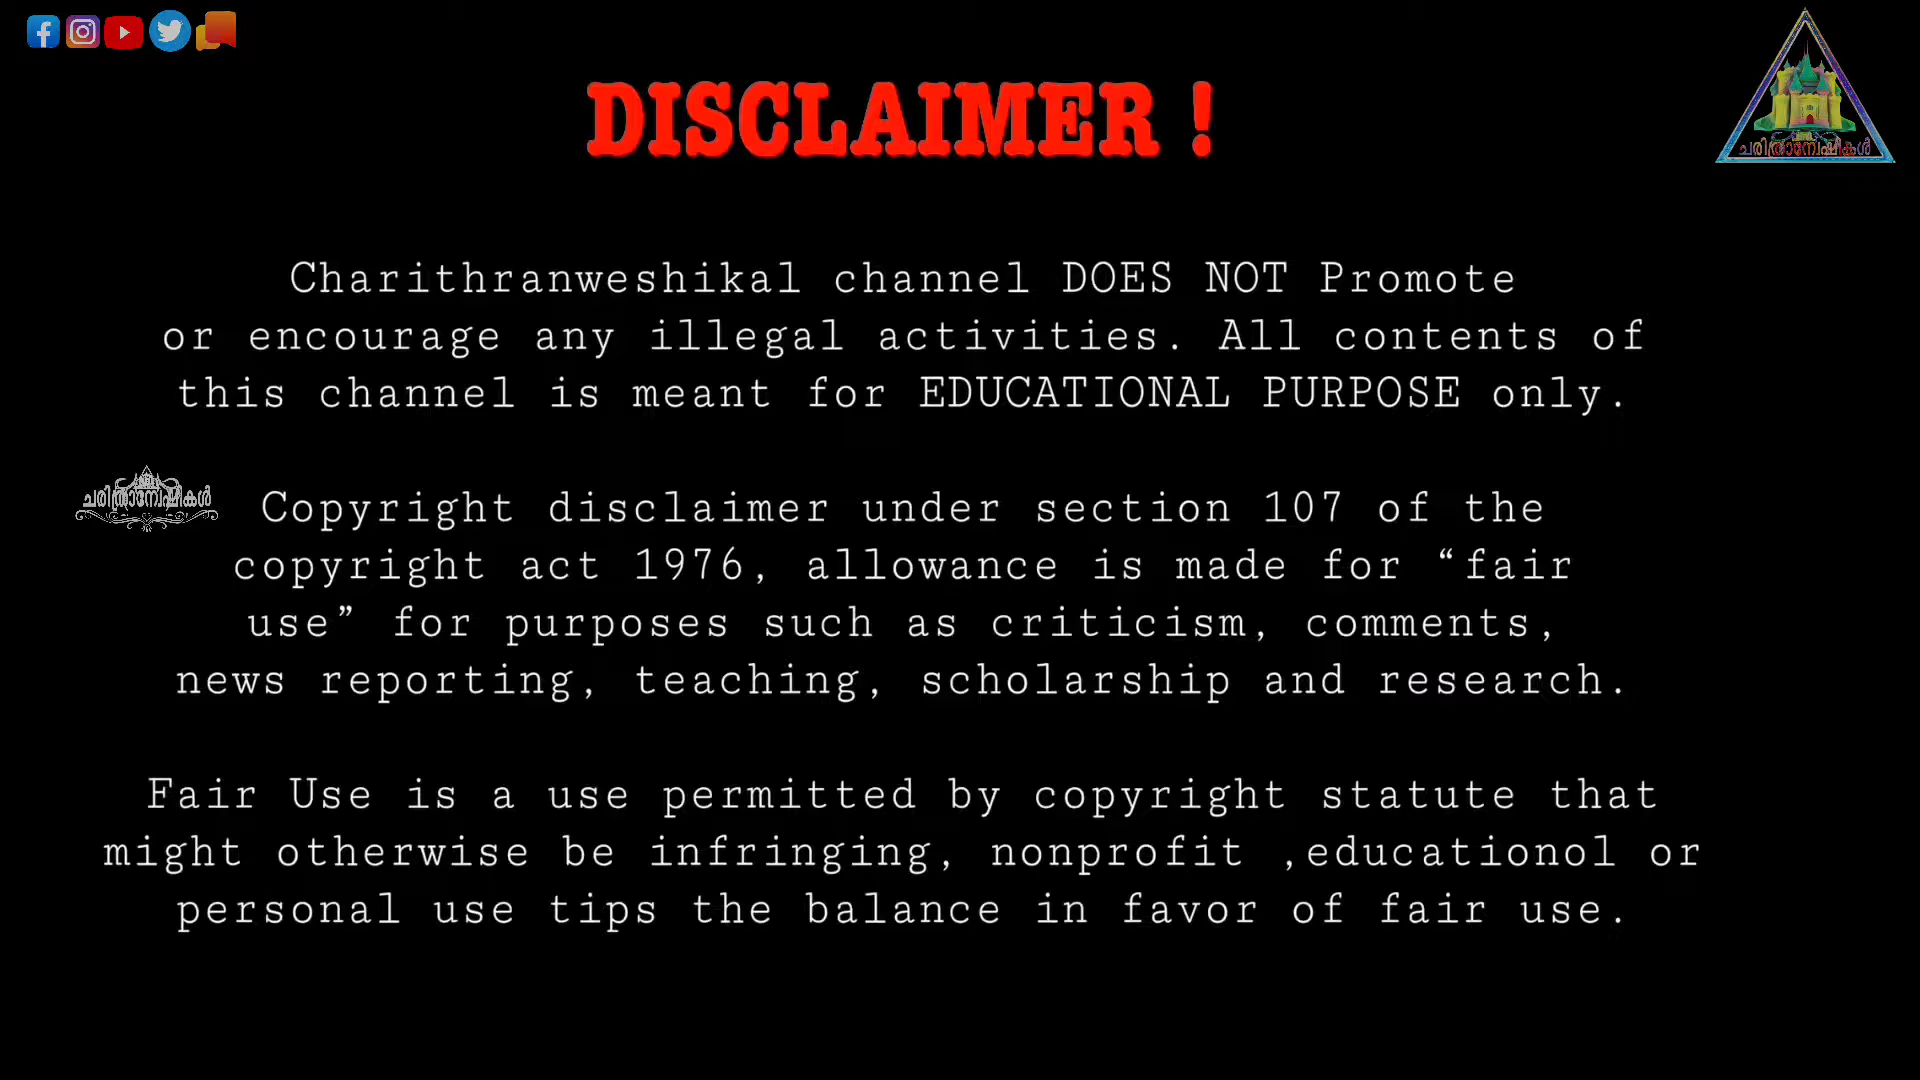 DISCLAIMER !
ചരിത്രാന്വേഷികൾ
Charithranweshikal channel DOES NOT Promote
or encourage any illegal activities. All contents of
this channel is meant for EDUCATIONAL PURPOSE only.
ചരിത്രാന്വേഷികൾ
Copyright disclaimer under section 107 of the
copyright act 1976, allowance is made for “fair
use” for purposes such as criticism, comments,
news reporting, teaching, scholarship and research.
Fair Use is a use permitted by copyright statute that
might otherwise be infringing, nonprofit ,educationol or
personal use tips the balance in favor of fair use.